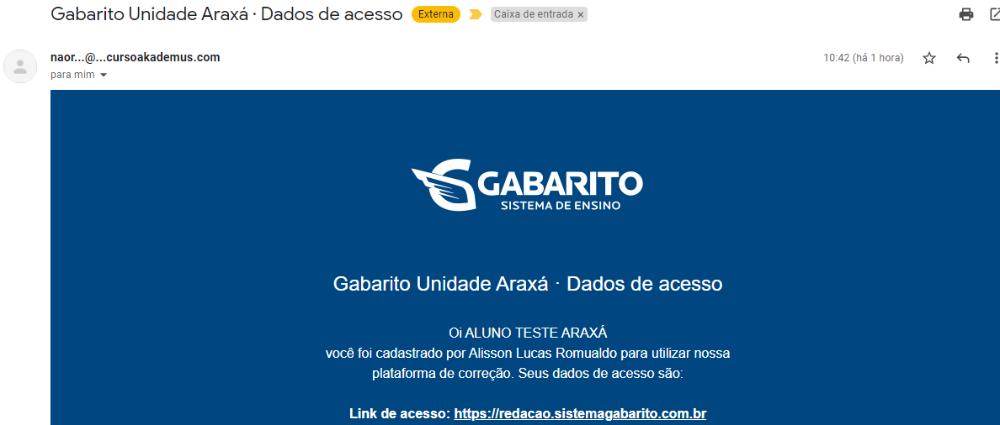 Gabarito Unidade Araxá · Dados de acesso Externa Caixa de entrada ×
naor...@...cursoakademus.com 10:42 (há 1 hora)
para mim
GABARITO
SISTEMA DE ENSINO
Gabarito Unidade Araxá · Dados de acesso
Oi ALUNO TESTE ARAXÁ
você foi cadastrado por Alisson Lucas Romualdo para utilizar nossa
plataforma de correção. Seus dados de acesso são:
Link de acesso: https://redacao.sistemagabarito.com.br